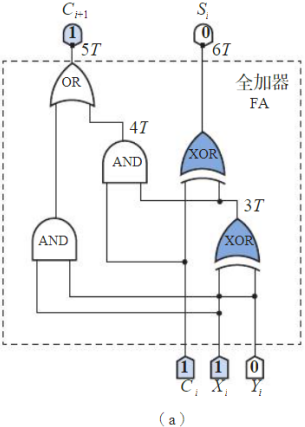 C_{i+1} S_i
1 0
5T 6T
OR 全加器
FA
4T
AND XOR
3T
AND XOR
1 1 0
C_i X_i Y_i
（a）